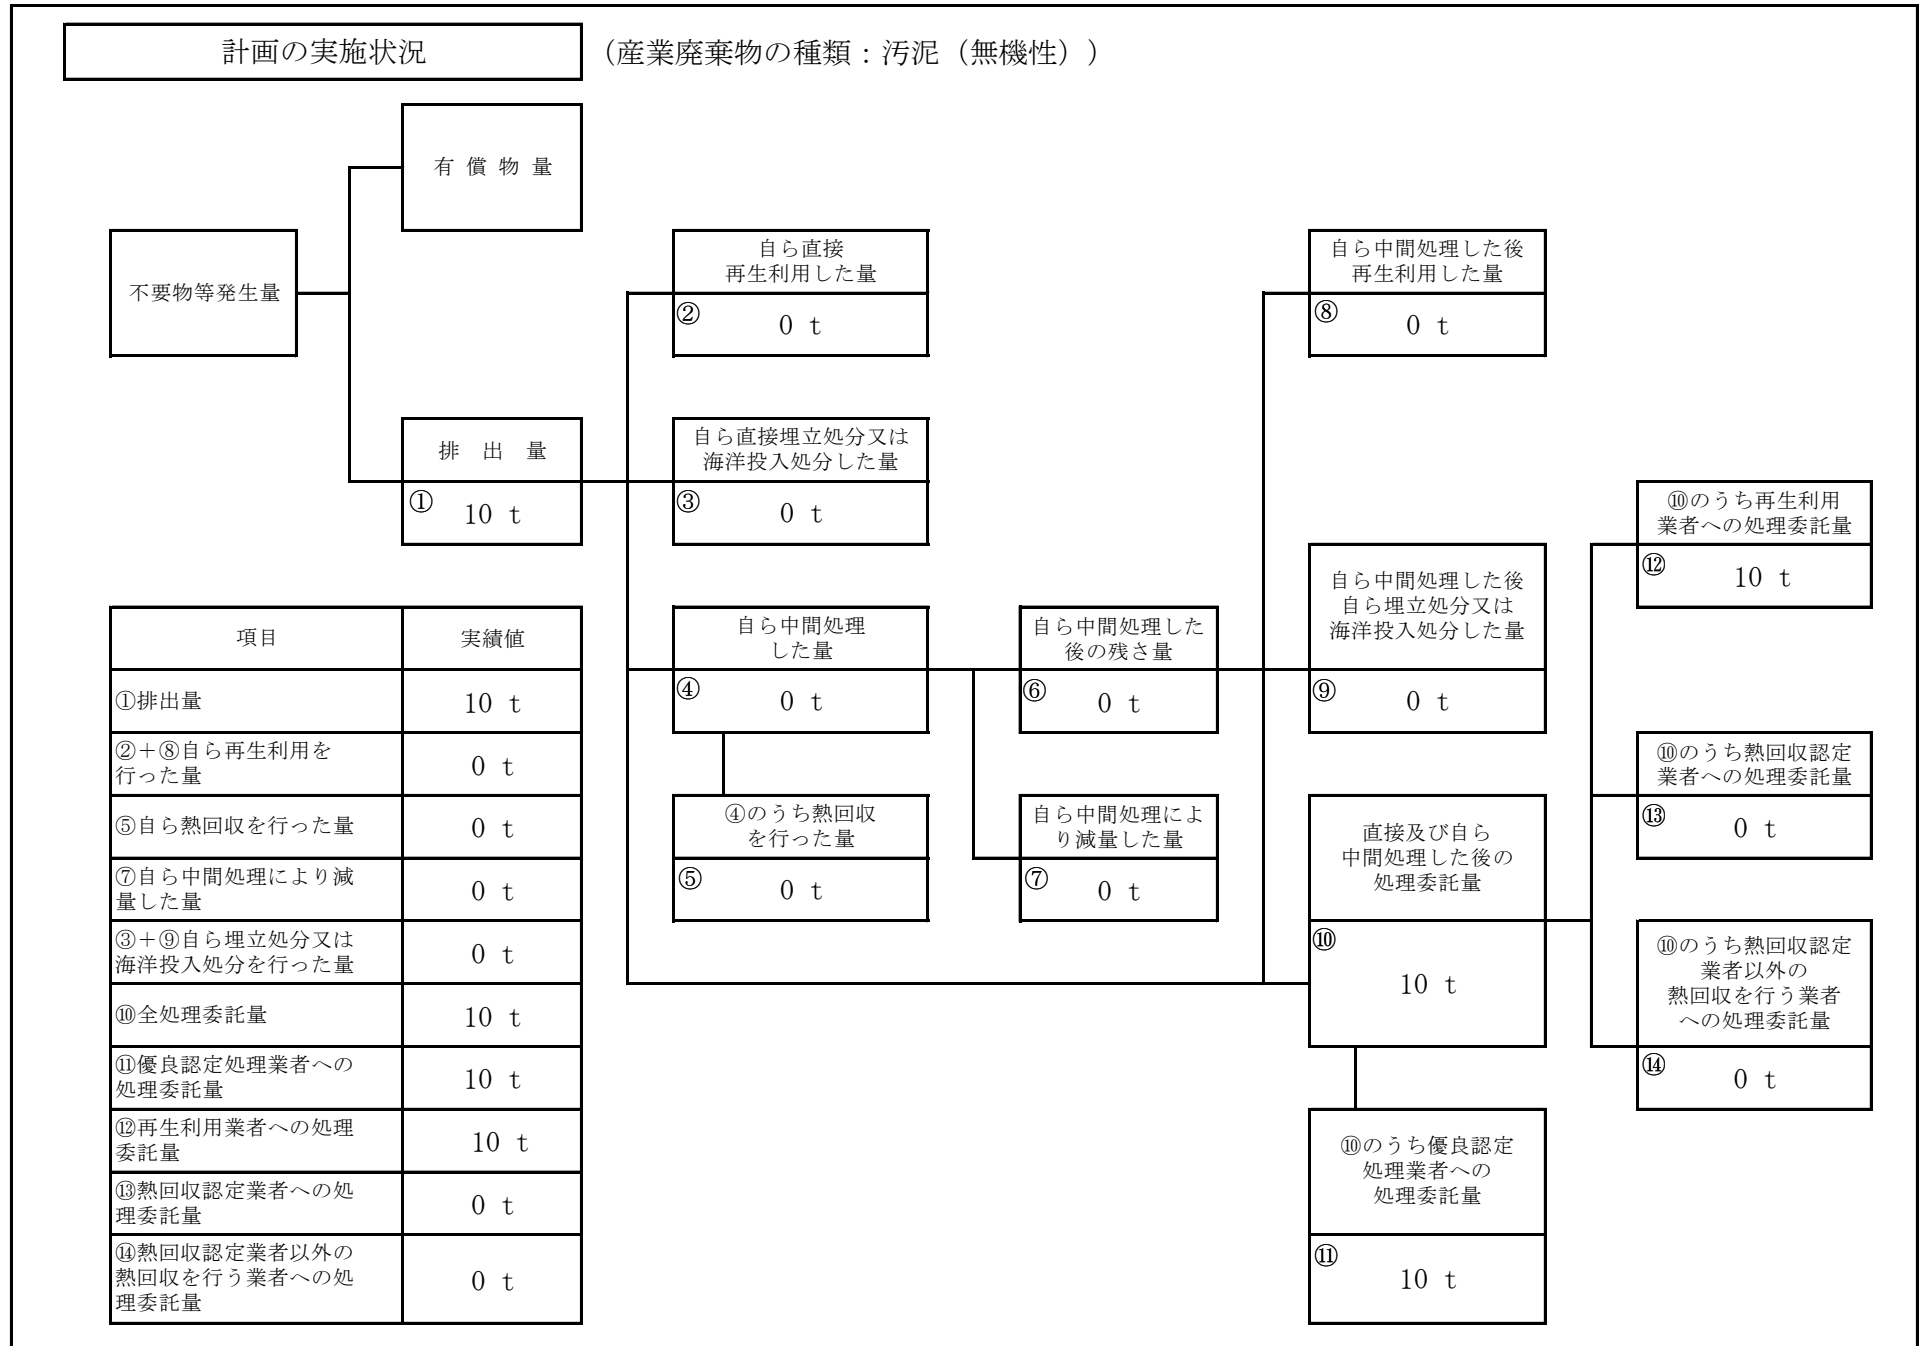 計画の実施状況
（産業廃棄物の種類：汚泥（無機性））
有 償 物 量
不要物等発生量
排 出 量
① 10 t
自ら直接
再生利用した量
② 0 t
自ら直接埋立処分又は
海洋投入処分した量
③ 0 t
自ら中間処理
した量
④ 0 t
④のうち熱回収
を行った量
⑤ 0 t
自ら中間処理した
後の残さ量
⑥ 0 t
自ら中間処理によ
り減量した量
⑦ 0 t
自ら中間処理した後
再生利用した量
⑧ 0 t
自ら中間処理した後
自ら埋立処分又は
海洋投入処分した量
⑨ 0 t
直接及び自ら
中間処理した後の
処理委託量
⑩
10 t
⑩のうち優良認定
処理業者への
処理委託量
⑪
10 t
⑩のうち再生利用
業者への処理委託量
⑫ 10 t
⑩のうち熱回収認定
業者への処理委託量
⑬ 0 t
⑩のうち熱回収認定
業者以外の
熱回収を行う業者
への処理委託量
⑭ 0 t
項目 実績値
①排出量 10 t
②＋⑧自ら再生利用を
行った量 0 t
⑤自ら熱回収を行った量 0 t
⑦自ら中間処理により減
量した量 0 t
③＋⑨自ら埋立処分又は
海洋投入処分を行った量 0 t
⑩全処理委託量 10 t
⑪優良認定処理業者への
処理委託量 10 t
⑫再生利用業者への処理
委託量 10 t
⑬熱回収認定業者への処
理委託量 0 t
⑭熱回収認定業者以外の
熱回収を行う業者への処
理委託量 0 t